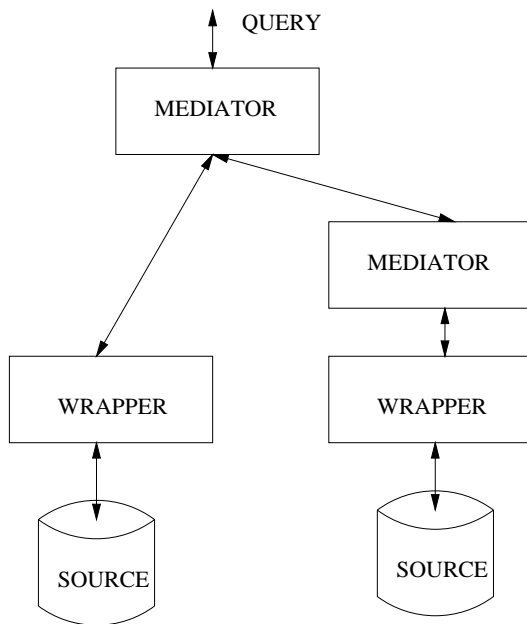 QUERY
MEDIATOR
MEDIATOR
WRAPPER
WRAPPER
SOURCE
SOURCE